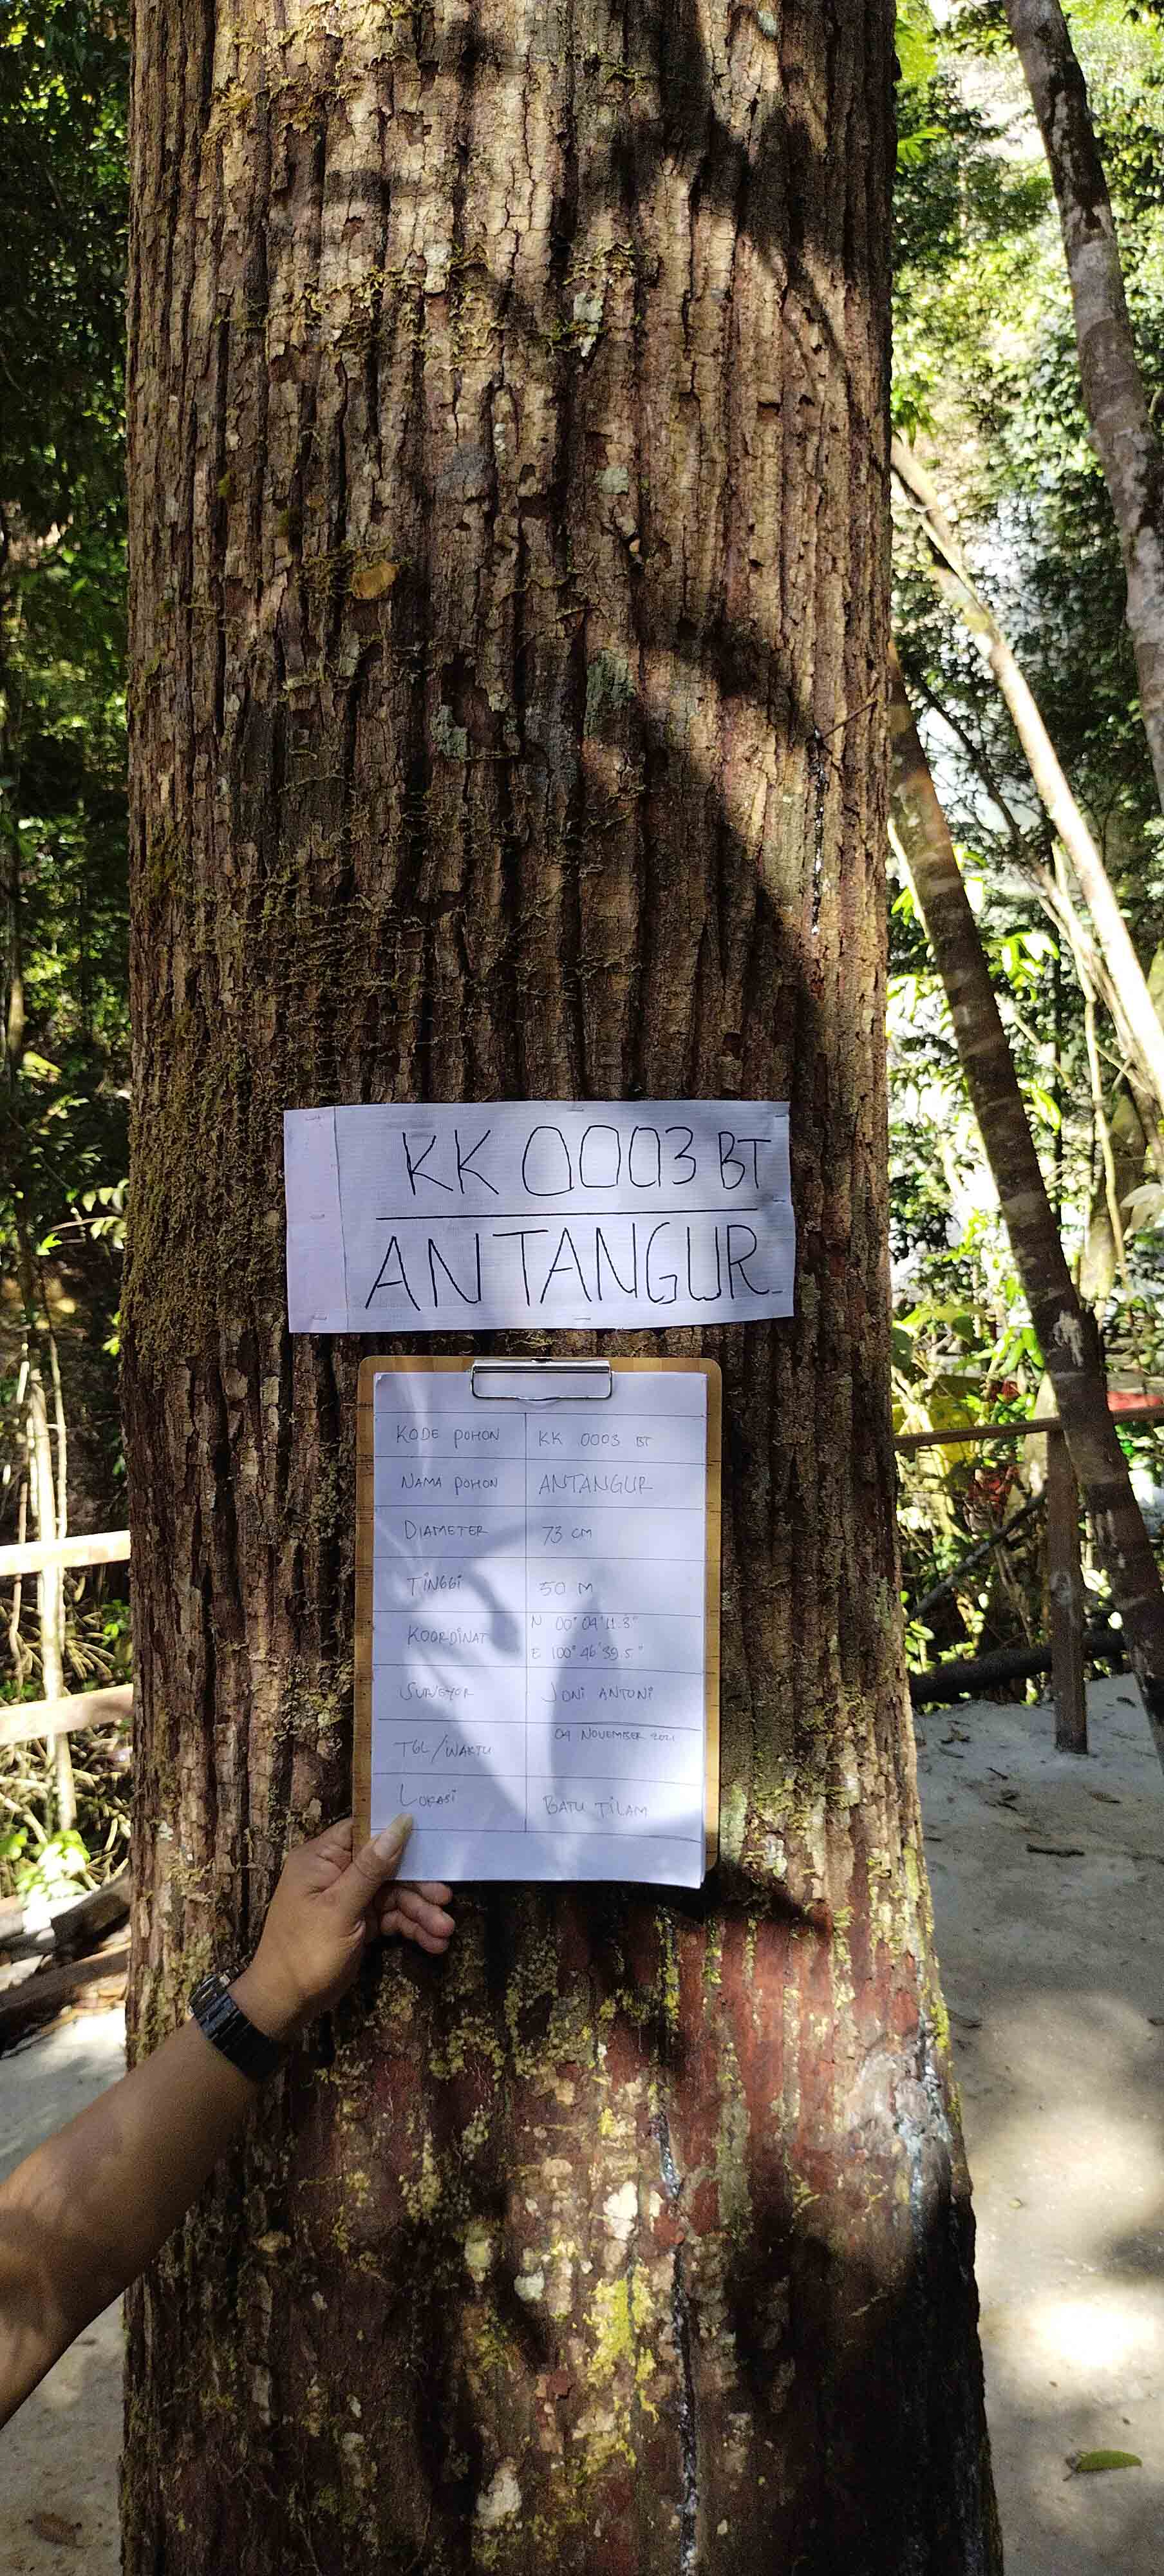 KK 0003 BT
ANTANGUR
KODE POHON KK 0003 BT
NAMA POHON ANTANGUR
DIAMETER 73 CM
TINGGI 50 M
KOORDINAT N 00° 04' 11.3"
E 100° 46' 39.5"
SURVEYOR JONI ANTONI
TGL/WAKTU 04 NOVEMBER 2021
LOKASI BATU TILAM